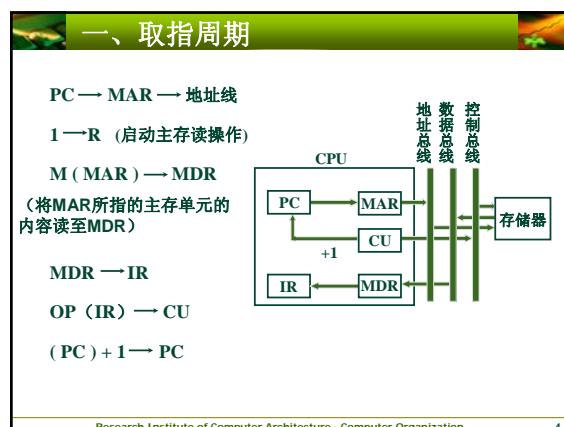 一、取指周期
PC → MAR → 地址线
1 → R (启动主存读操作)
M ( MAR ) → MDR
（将MAR所指的主存单元的
内容读至MDR）
MDR → IR
OP（IR）→ CU
( PC ) + 1 → PC
地址总线
数据总线
控制总线
CPU
PC
MAR
CU
+1
IR
MDR
存储器
Research Institute of Computer Architecture - Computer Organization
4